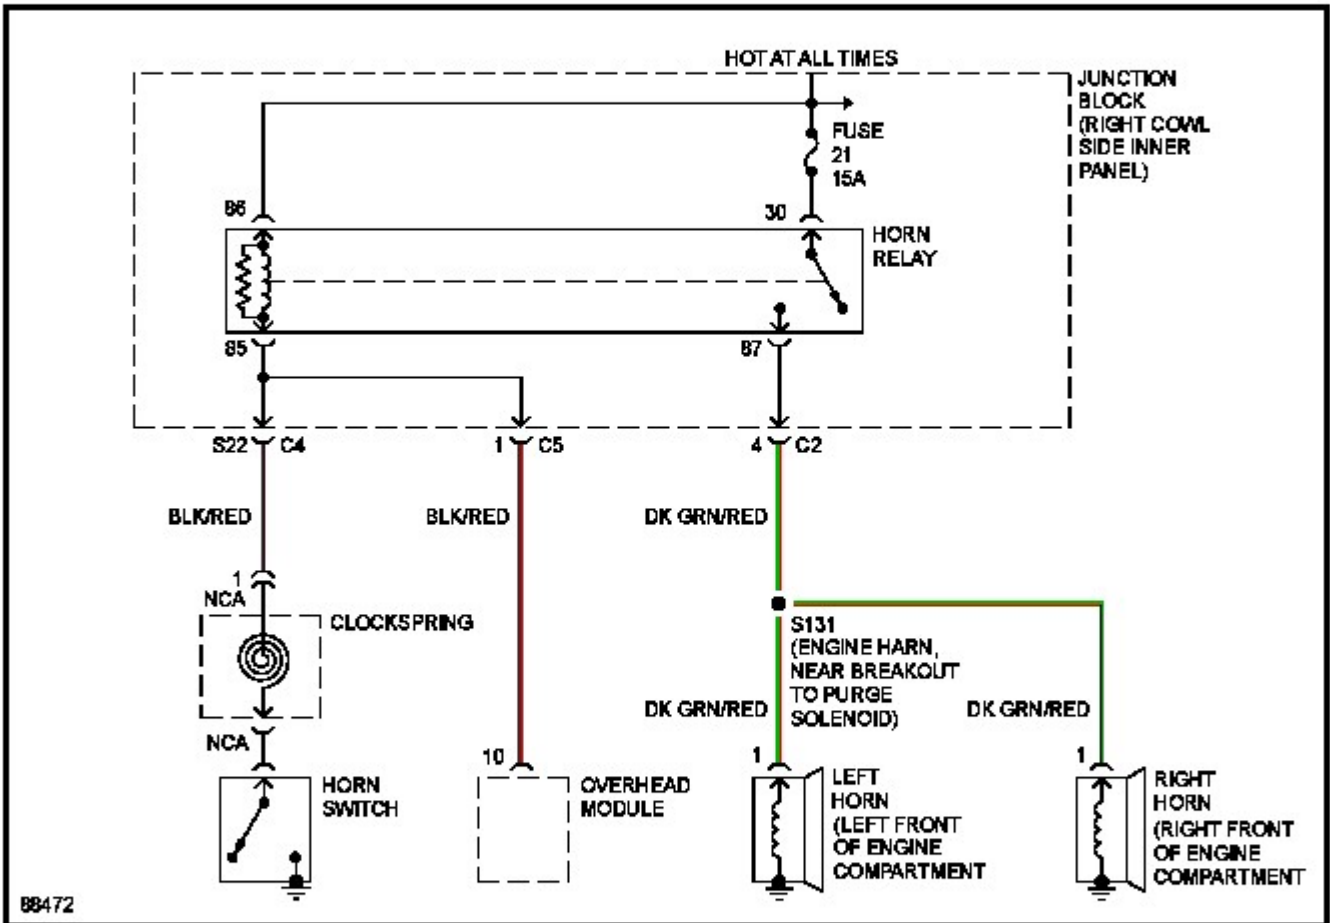 HOT AT ALL TIMES
JUNCTION
BLOCK
(RIGHT COWL
SIDE INNER
PANEL)
FUSE
21
15A
86
30
HORN
RELAY
85
87
S22 C4
1 C5
4 C2
BLK/RED
BLK/RED
DK GRN/RED
1
NCA
CLOCKSPRING
S131
(ENGINE HARN,
NEAR BREAKOUT
TO PURGE
SOLENOID)
DK GRN/RED
DK GRN/RED
NCA
10
1
1
HORN
SWITCH
OVERHEAD
MODULE
LEFT
HORN
(LEFT FRONT
OF ENGINE
COMPARTMENT
RIGHT
HORN
(RIGHT FRONT
OF ENGINE
COMPARTMENT
88472